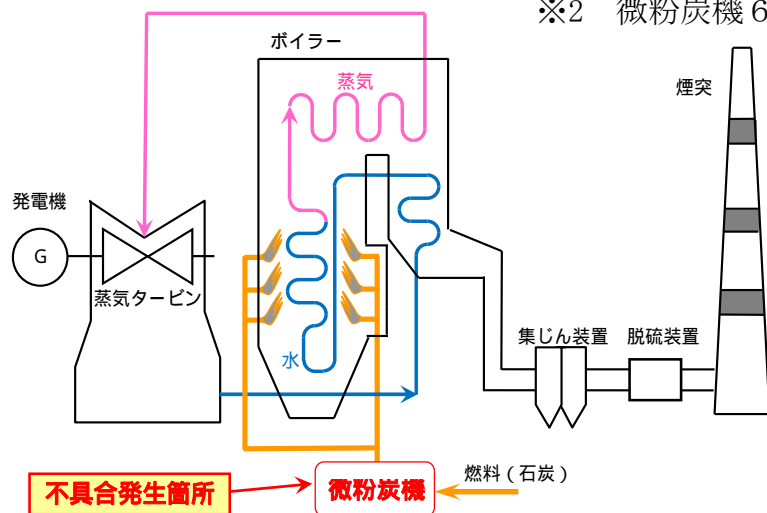 ※2　微粉炭機6
ボイラー
煙突
蒸気
発電機
G
蒸気タービン
集じん装置
脱硫装置
水
燃料（石炭）
不具合発生箇所
微粉炭機